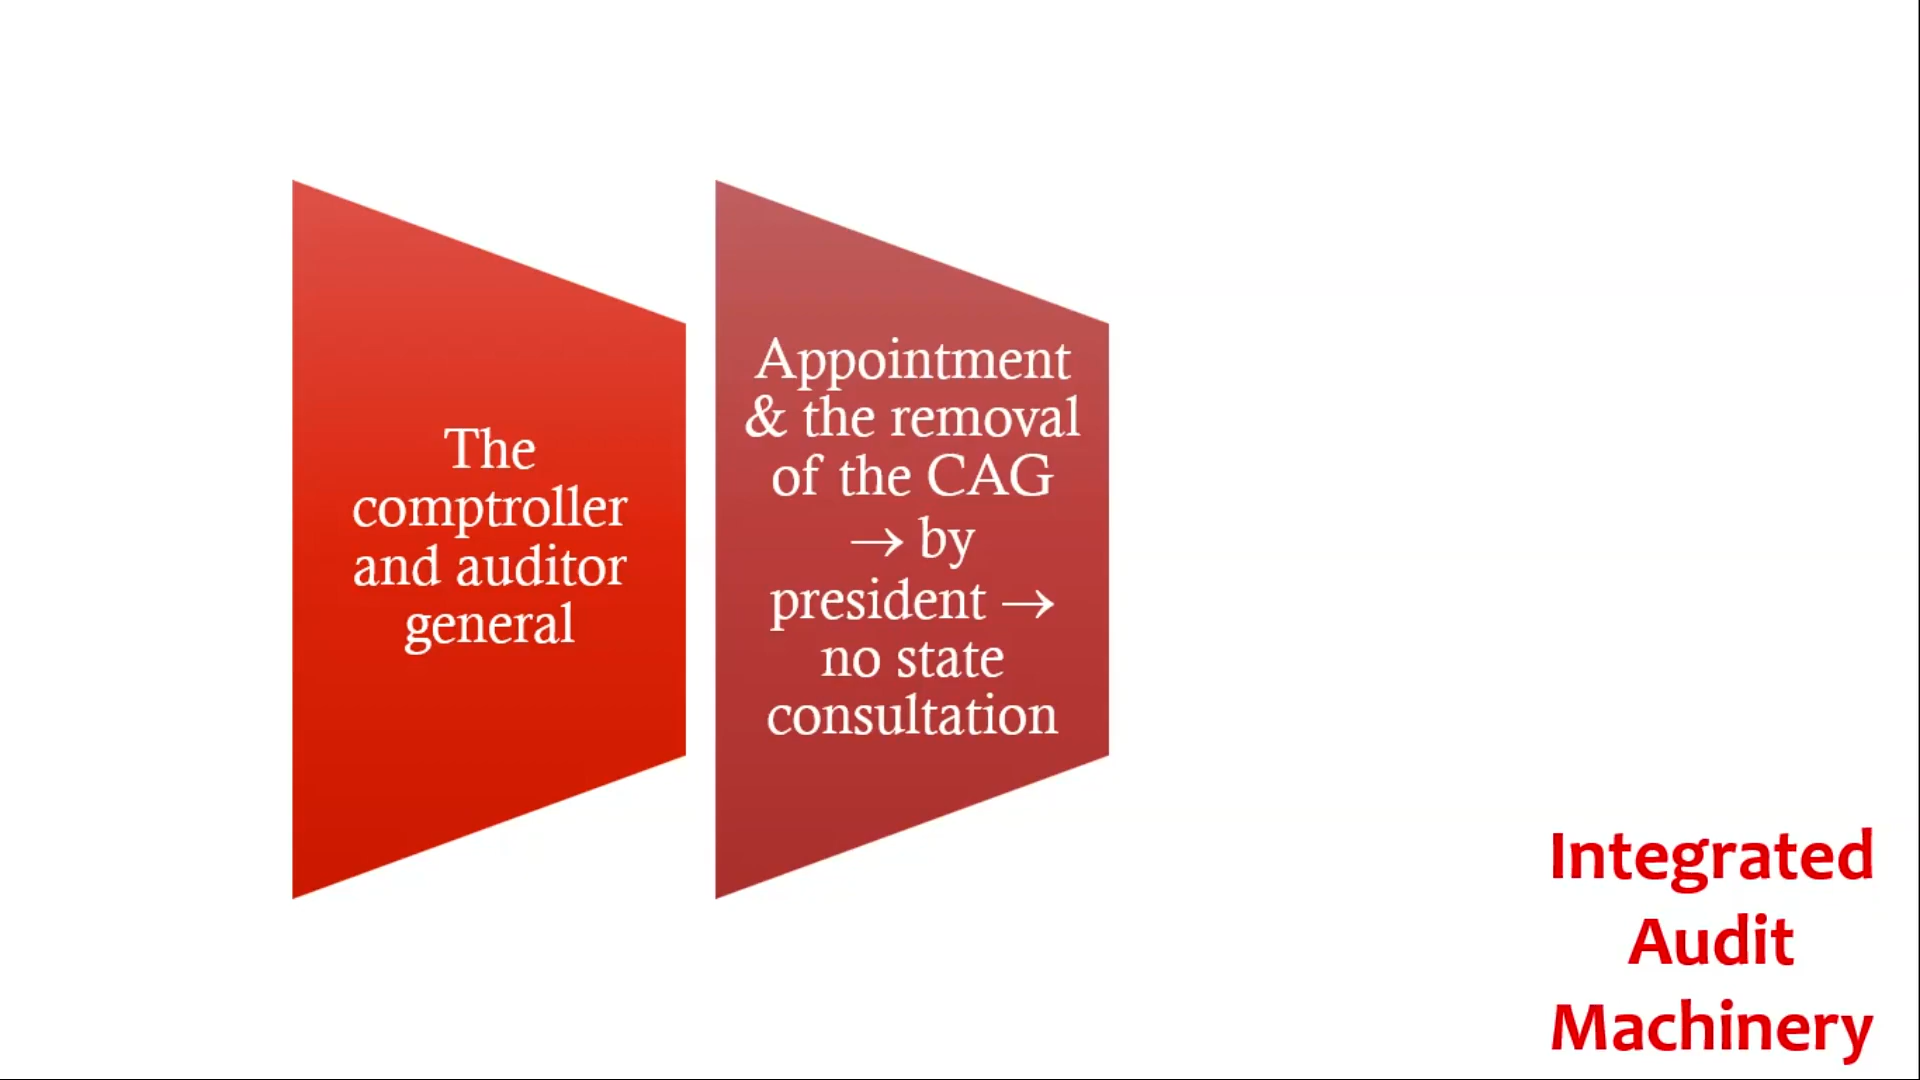 The
comptroller
and auditor
general
Appointment
& the removal
of the CAG
→ by
president →
no state
consultation
Integrated
Audit
Machinery